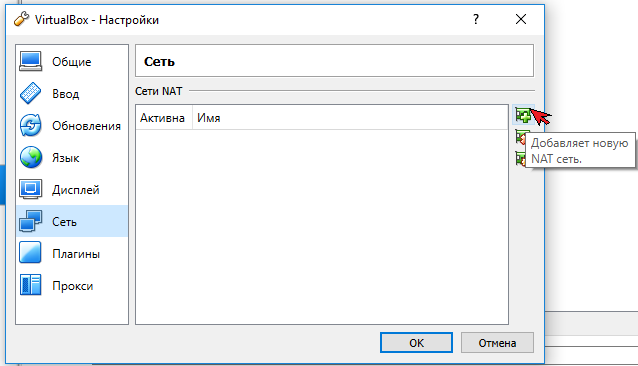 VirtualBox - Настройки
?
Общие
Ввод
Обновления
Язык
Дисплей
Сеть
Плагины
Прокси
Сеть
Сети NAT
Активна Имя
Добавляет новую
NAT сеть.
OK Отмена